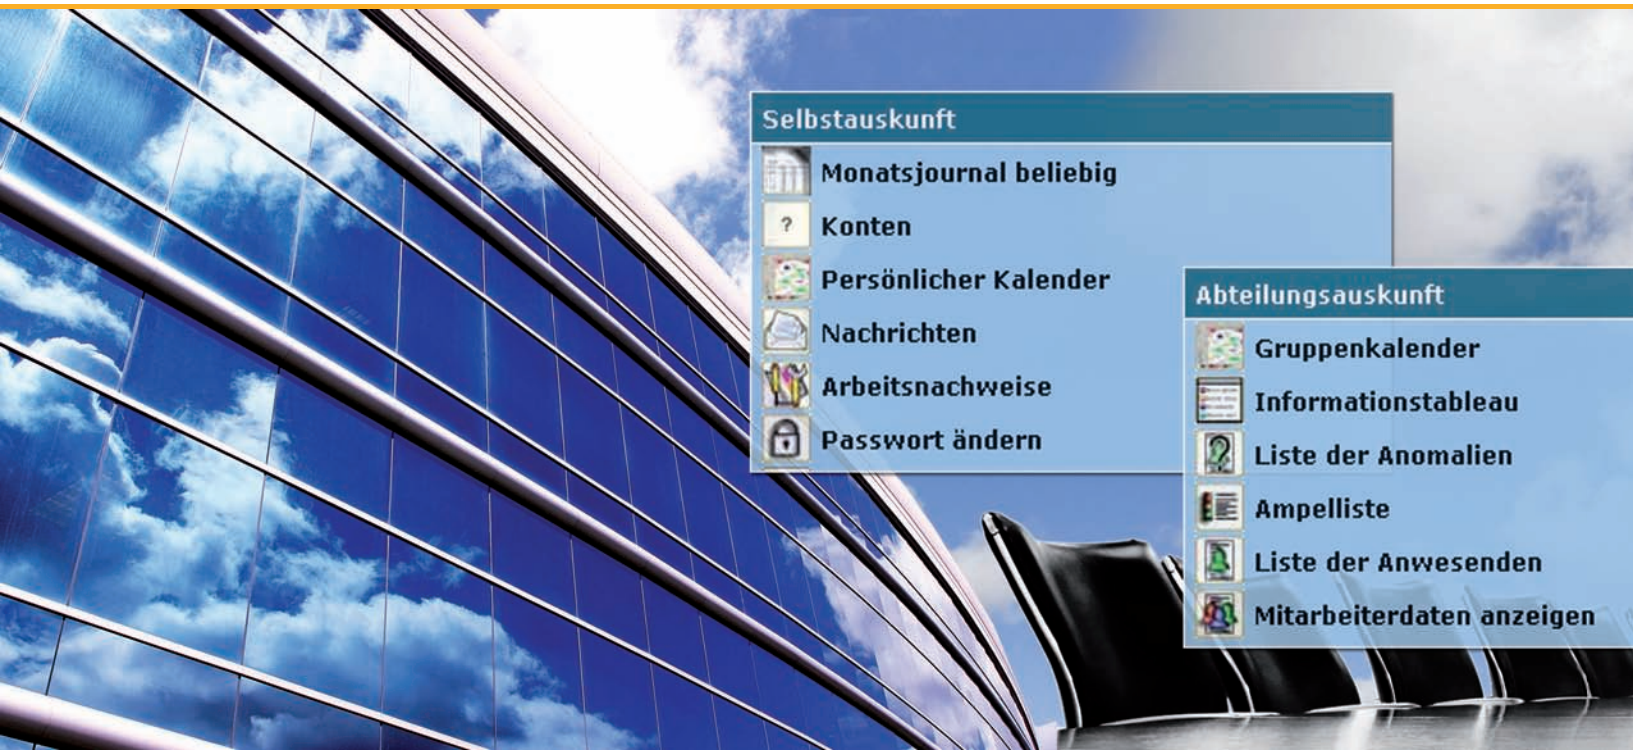 Selbstauskunft
Monatsjournal beliebig
?
Konten
Persönlicher Kalender
Nachrichten
Arbeitsnachweise
Passwort ändern
Abteilungsauskunft
Gruppenkalender
Informationstableau
Liste der Anomalien
Ampelliste
Liste der Anwesenden
Mitarbeiterdaten anzeigen